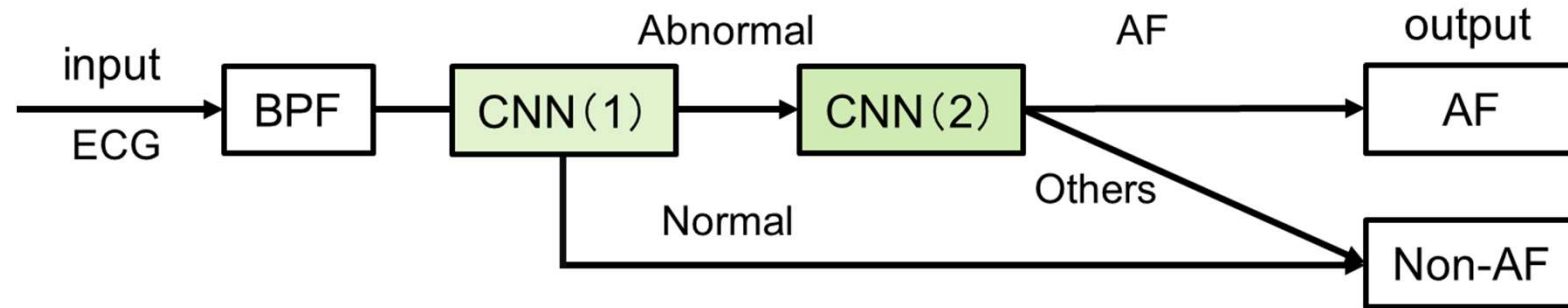 input
ECG
BPF
CNN（1）
Abnormal
CNN（2）
AF
Others
Normal
output
AF
Non-AF